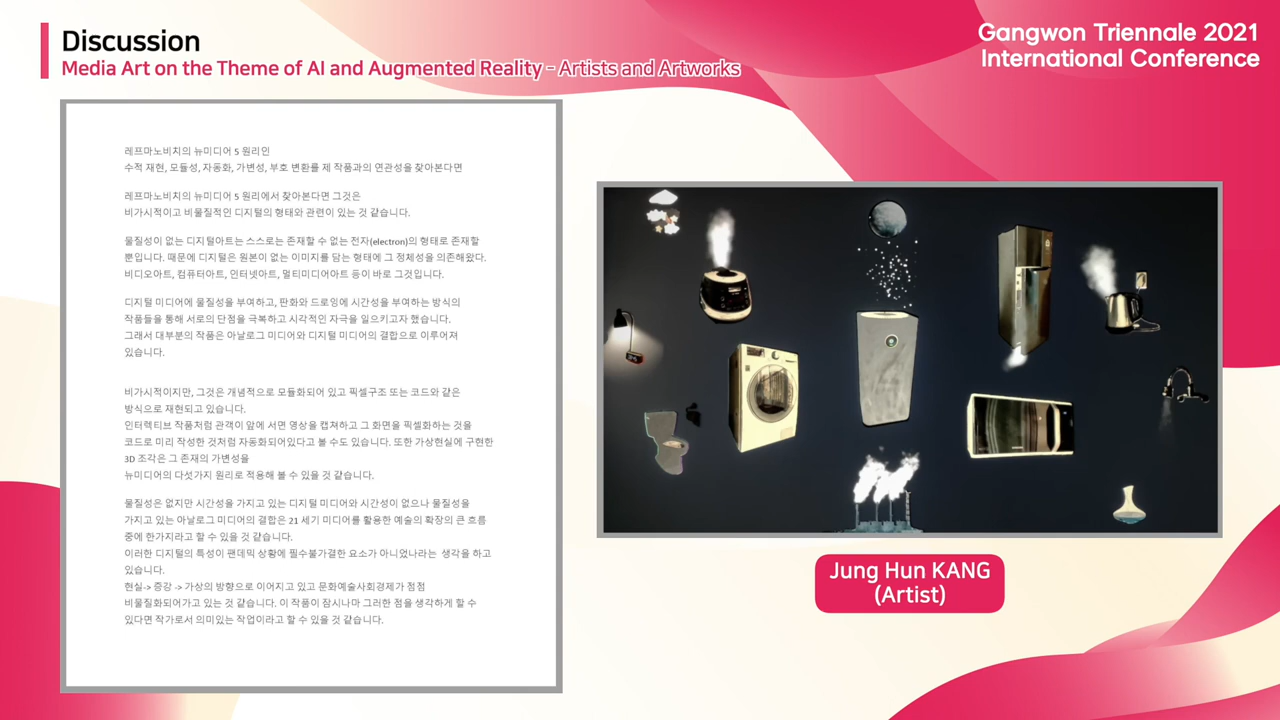 Discussion
Media Art on the Theme of AI and Augmented Reality - Artists and Artworks
Gangwon Triennale 2021
International Conference
레프마노비치의 뉴미디어 5 원리인
수적 재현, 모듈성, 자동화, 가변성, 부호 변환를 제 작품과의 연관성을 찾아본다면
레프마노비치의 뉴미디어 5 원리에서 찾아본다면 그것은
비가시적이고 비물질적인 디지털의 형태와 관련이 있는 것 같습니다.
물질성이 없는 디지털아트는 스스로는 존재할 수 없는 전자(electron)의 형태로 존재할
뿐입니다. 때문에 디지털은 원본이 없는 이미지를 담는 형태에 그 정체성을 의존해왔다.
비디오아트, 컴퓨터아트, 인터넷아트, 멀티미디어아트 등이 바로 그것입니다.
디지털 미디어에 물질성을 부여하고, 판화와 드로잉에 시간성을 부여하는 방식의
작품들을 통해 서로의 단점을 극복하고 시각적인 자극을 일으키고자 했습니다.
그래서 대부분의 작품은 아날로그 미디어와 디지털 미디어의 결합으로 이루어져
있습니다.
비가시적이지만, 그것은 개념적으로 모듈화되어 있고 픽셀구조 또는 코드와 같은
방식으로 재현되고 있습니다.
인터렉티브 작품처럼 관객이 앞에 서면 영상을 캡쳐하고 그 화면을 픽셀화하는 것을
코드로 미리 작성한 것처럼 자동화되어있다고 볼 수도 있습니다. 또한 가상현실에 구현한
3D 조각은 그 존재의 가변성을
뉴미디어의 다섯가지 원리로 적용해 볼 수 있을 것 같습니다.
물질성은 없지만 시간성을 가지고 있는 디지털 미디어와 시간성이 없으나 물질성을
가지고 있는 아날로그 미디어의 결합은 21 세기 미디어를 활용한 예술의 확장의 큰 흐름
중에 한가지라고 할 수 있을 것 같습니다.
이러한 디지털의 특성이 팬데믹 상황에 필수불가결한 요소가 아니었나라는 생각을 하고
있습니다.
현실-> 증강 -> 가상의 방향으로 이어지고 있고 문화예술사회경제가 점점
비물질화되어가고 있는 것 같습니다. 이 작품이 잠시나마 그러한 점을 생각하게 할 수
있다면 작가로서 의미있는 작업이라고 할 수 있을 것 같습니다.
Jung Hun KANG
(Artist)